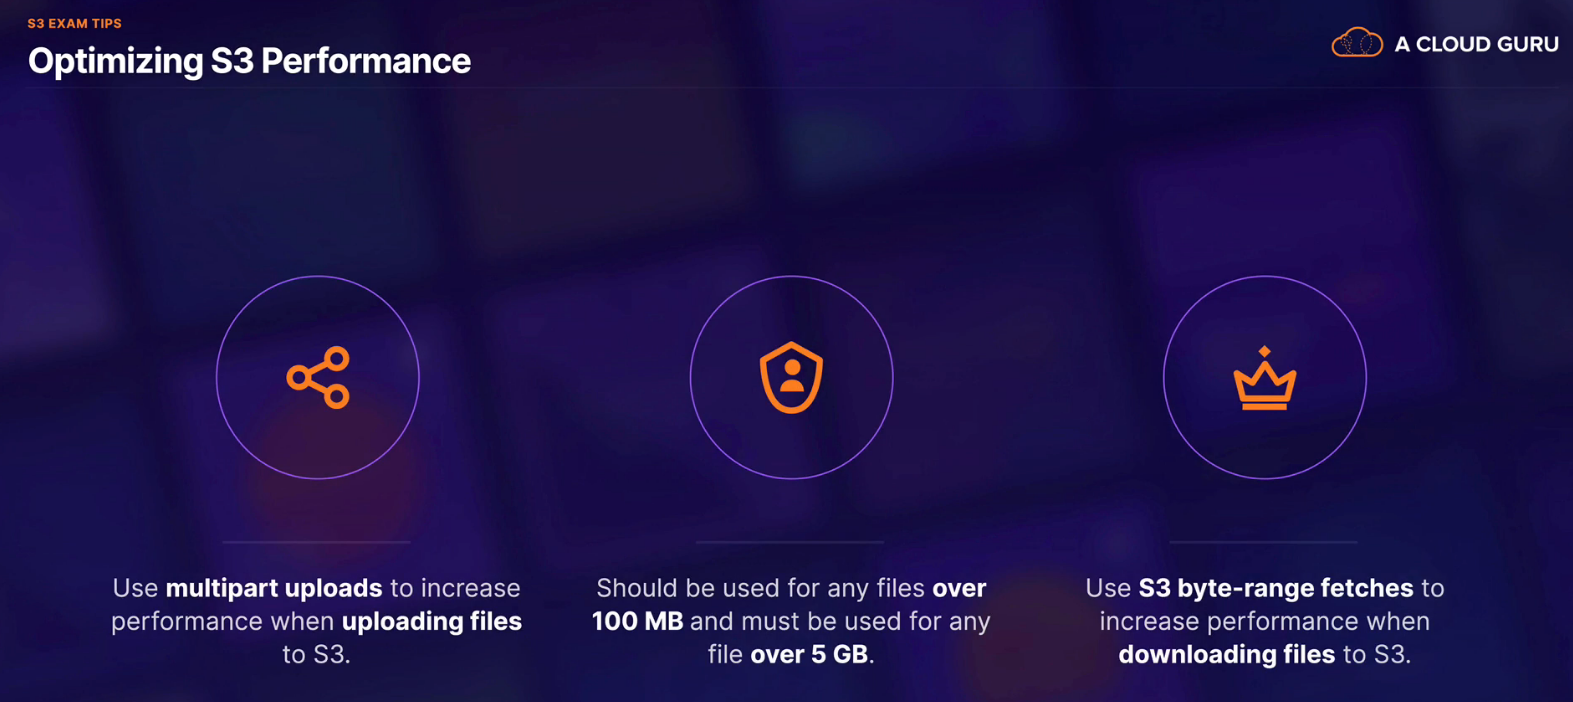 S3 EXAM TIPS
Optimizing S3 Performance
A CLOUD GURU
Use multipart uploads to increase
performance when uploading files
to S3.
Should be used for any files over
100 MB and must be used for any
file over 5 GB.
Use S3 byte-range fetches to
increase performance when
downloading files to S3.